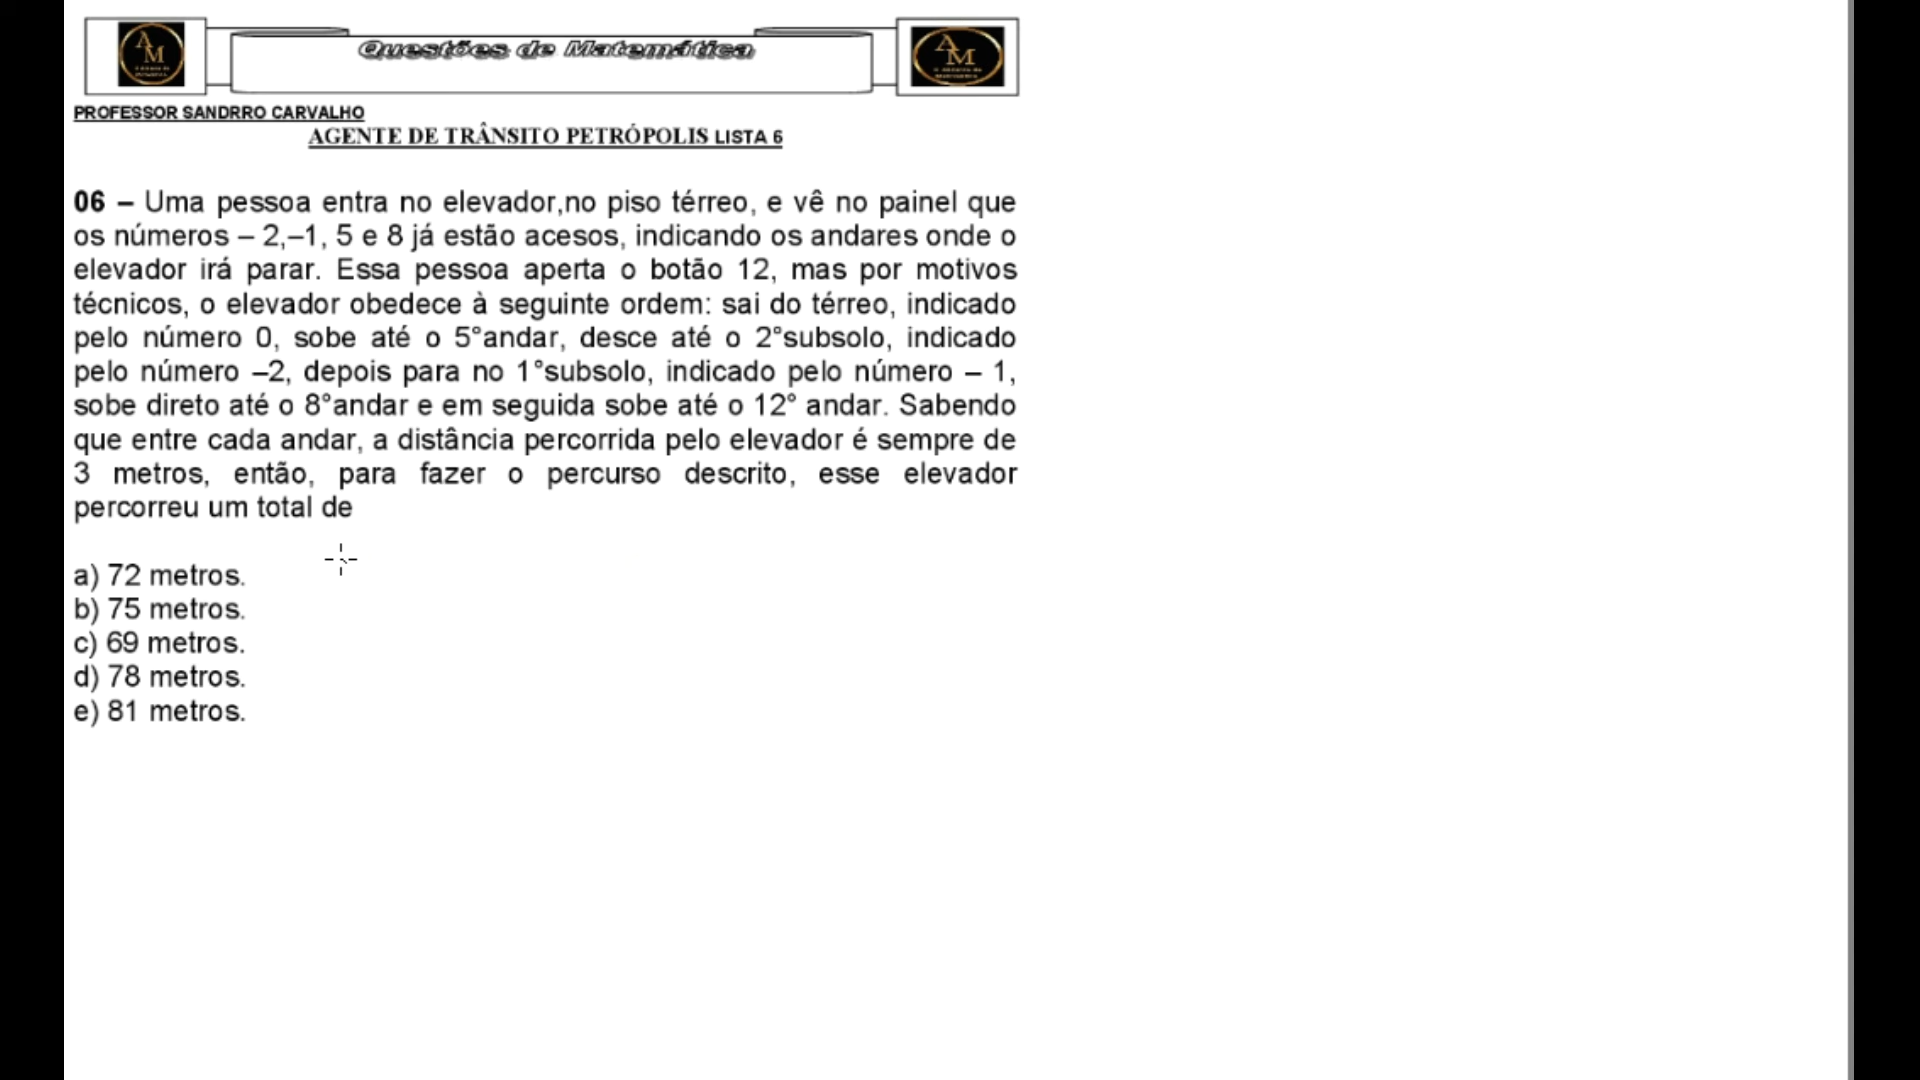 Questões de Matemática
AM
AM
PROFESSOR SANDRRO CARVALHO
AGENTE DE TRÂNSITO PETRÓPOLIS LISTA 6
06 – Uma pessoa entra no elevador,no piso térreo, e vê no painel que
os números – 2,–1, 5 e 8 já estão acesos, indicando os andares onde o
elevador irá parar. Essa pessoa aperta o botão 12, mas por motivos
técnicos, o elevador obedece à seguinte ordem: sai do térreo, indicado
pelo número 0, sobe até o 5°andar, desce até o 2°subsolo, indicado
pelo número –2, depois para no 1°subsolo, indicado pelo número – 1,
sobe direto até o 8°andar e em seguida sobe até o 12° andar. Sabendo
que entre cada andar, a distância percorrida pelo elevador é sempre de
3 metros, então, para fazer o percurso descrito, esse elevador
percorreu um total de
a) 72 metros.
b) 75 metros.
c) 69 metros.
d) 78 metros.
e) 81 metros.